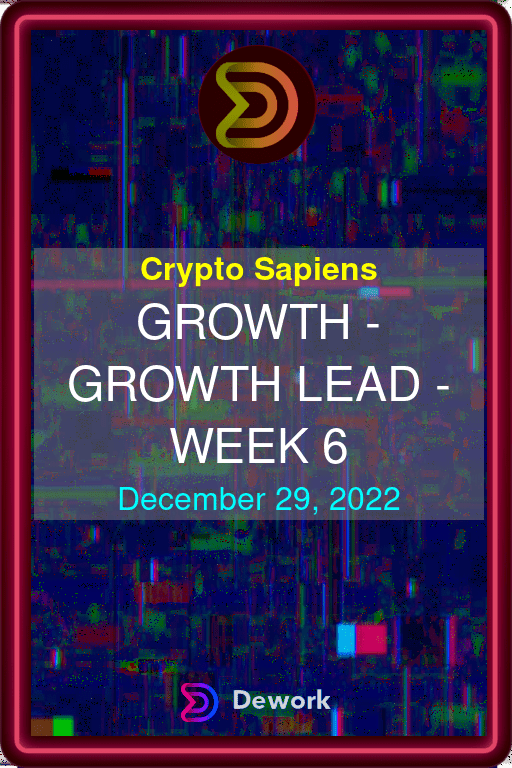 Crypto Sapiens
GROWTH -
GROWTH LEAD -
WEEK 6
December 29, 2022
Dework